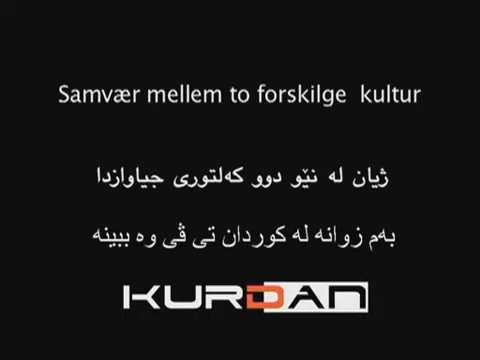 Samvær mellem to forskilge kultur
ژیان لە نێو دوو کەلتوری جیاوازدا
بەم زوانە لە کوردان تی ڤی وە ببینە
KURDAN